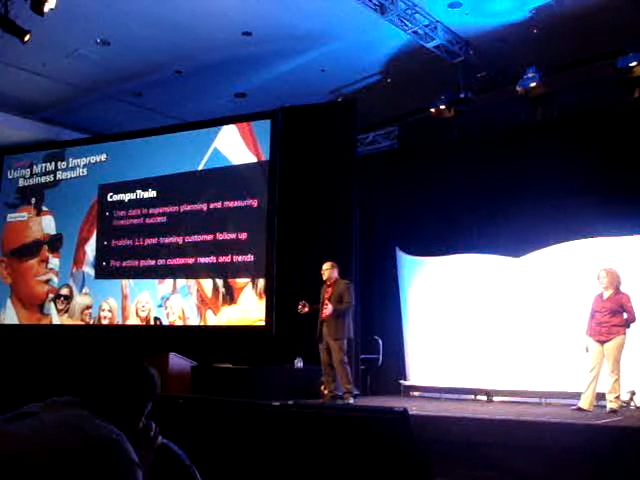 Using MTM to Improve
Business Results
CompuTrain
• Uses data in expansion planning and measuring
investment success
• Enables 1:1 post-training customer follow up
• Pro active pulse on customer needs and trends